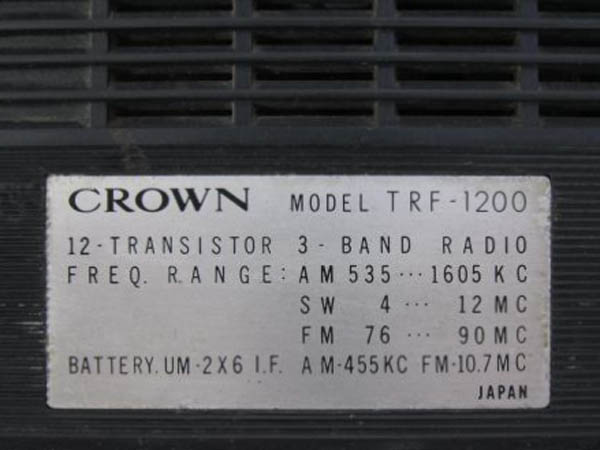 CROWN MODEL TRF-1200
12-TRANSISTOR 3-BAND RADIO
FREQ. RANGE: AM 535 ··· 1605 KC
SW 4 ··· 12 MC
FM 76 ··· 90 MC
BATTERY. UM-2X6 I.F. AM-455KC FM-10.7MC
JAPAN